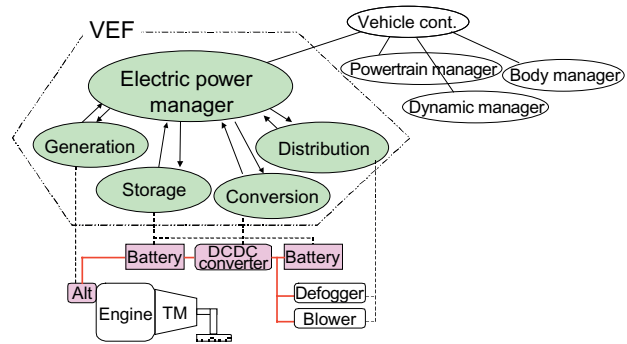 VEF
Vehicle cont.
Powertrain manager
Body manager
Dynamic manager
Electric power
manager
Generation
Distribution
Storage
Conversion
Battery
DCDC
converter
Battery
Alt
Engine
TM
Defogger
Blower